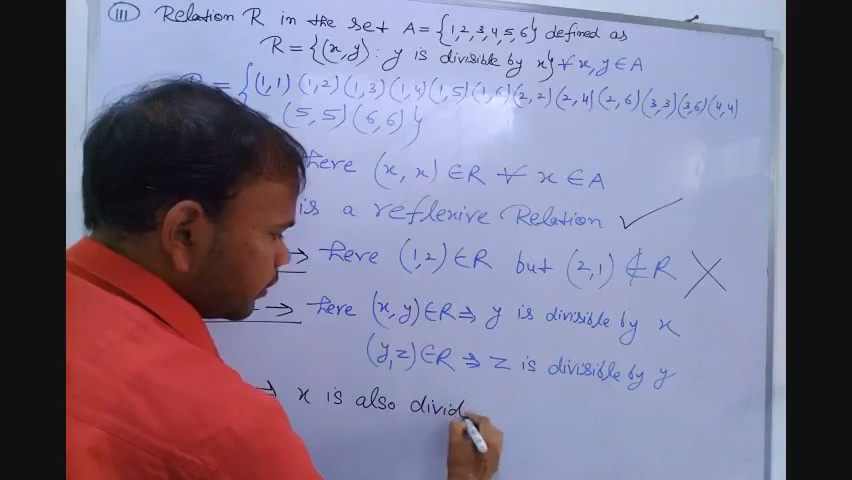 (III) Relation R in the set A = {1,2,3,4,5,6} defined as
R = {(x,y) : y is divisible by x} ∀ x, y ∈ A
R = {(1,1) (1,2) (1,3) (1,4) (1,5) (1,6) (2,2) (2,4) (2,6) (3,3) (3,6) (4,4)
(5,5) (6,6)}
here (x, x) ∈ R ∀ x ∈ A
is a reflexive Relation ✓
→ here (1,2) ∈ R but (2,1) ∉ R ✗
→ here (x, y) ∈ R ⇒ y is divisible by x
(y,z) ∈ R ⇒ z is divisible by y
⇒ x is also divid